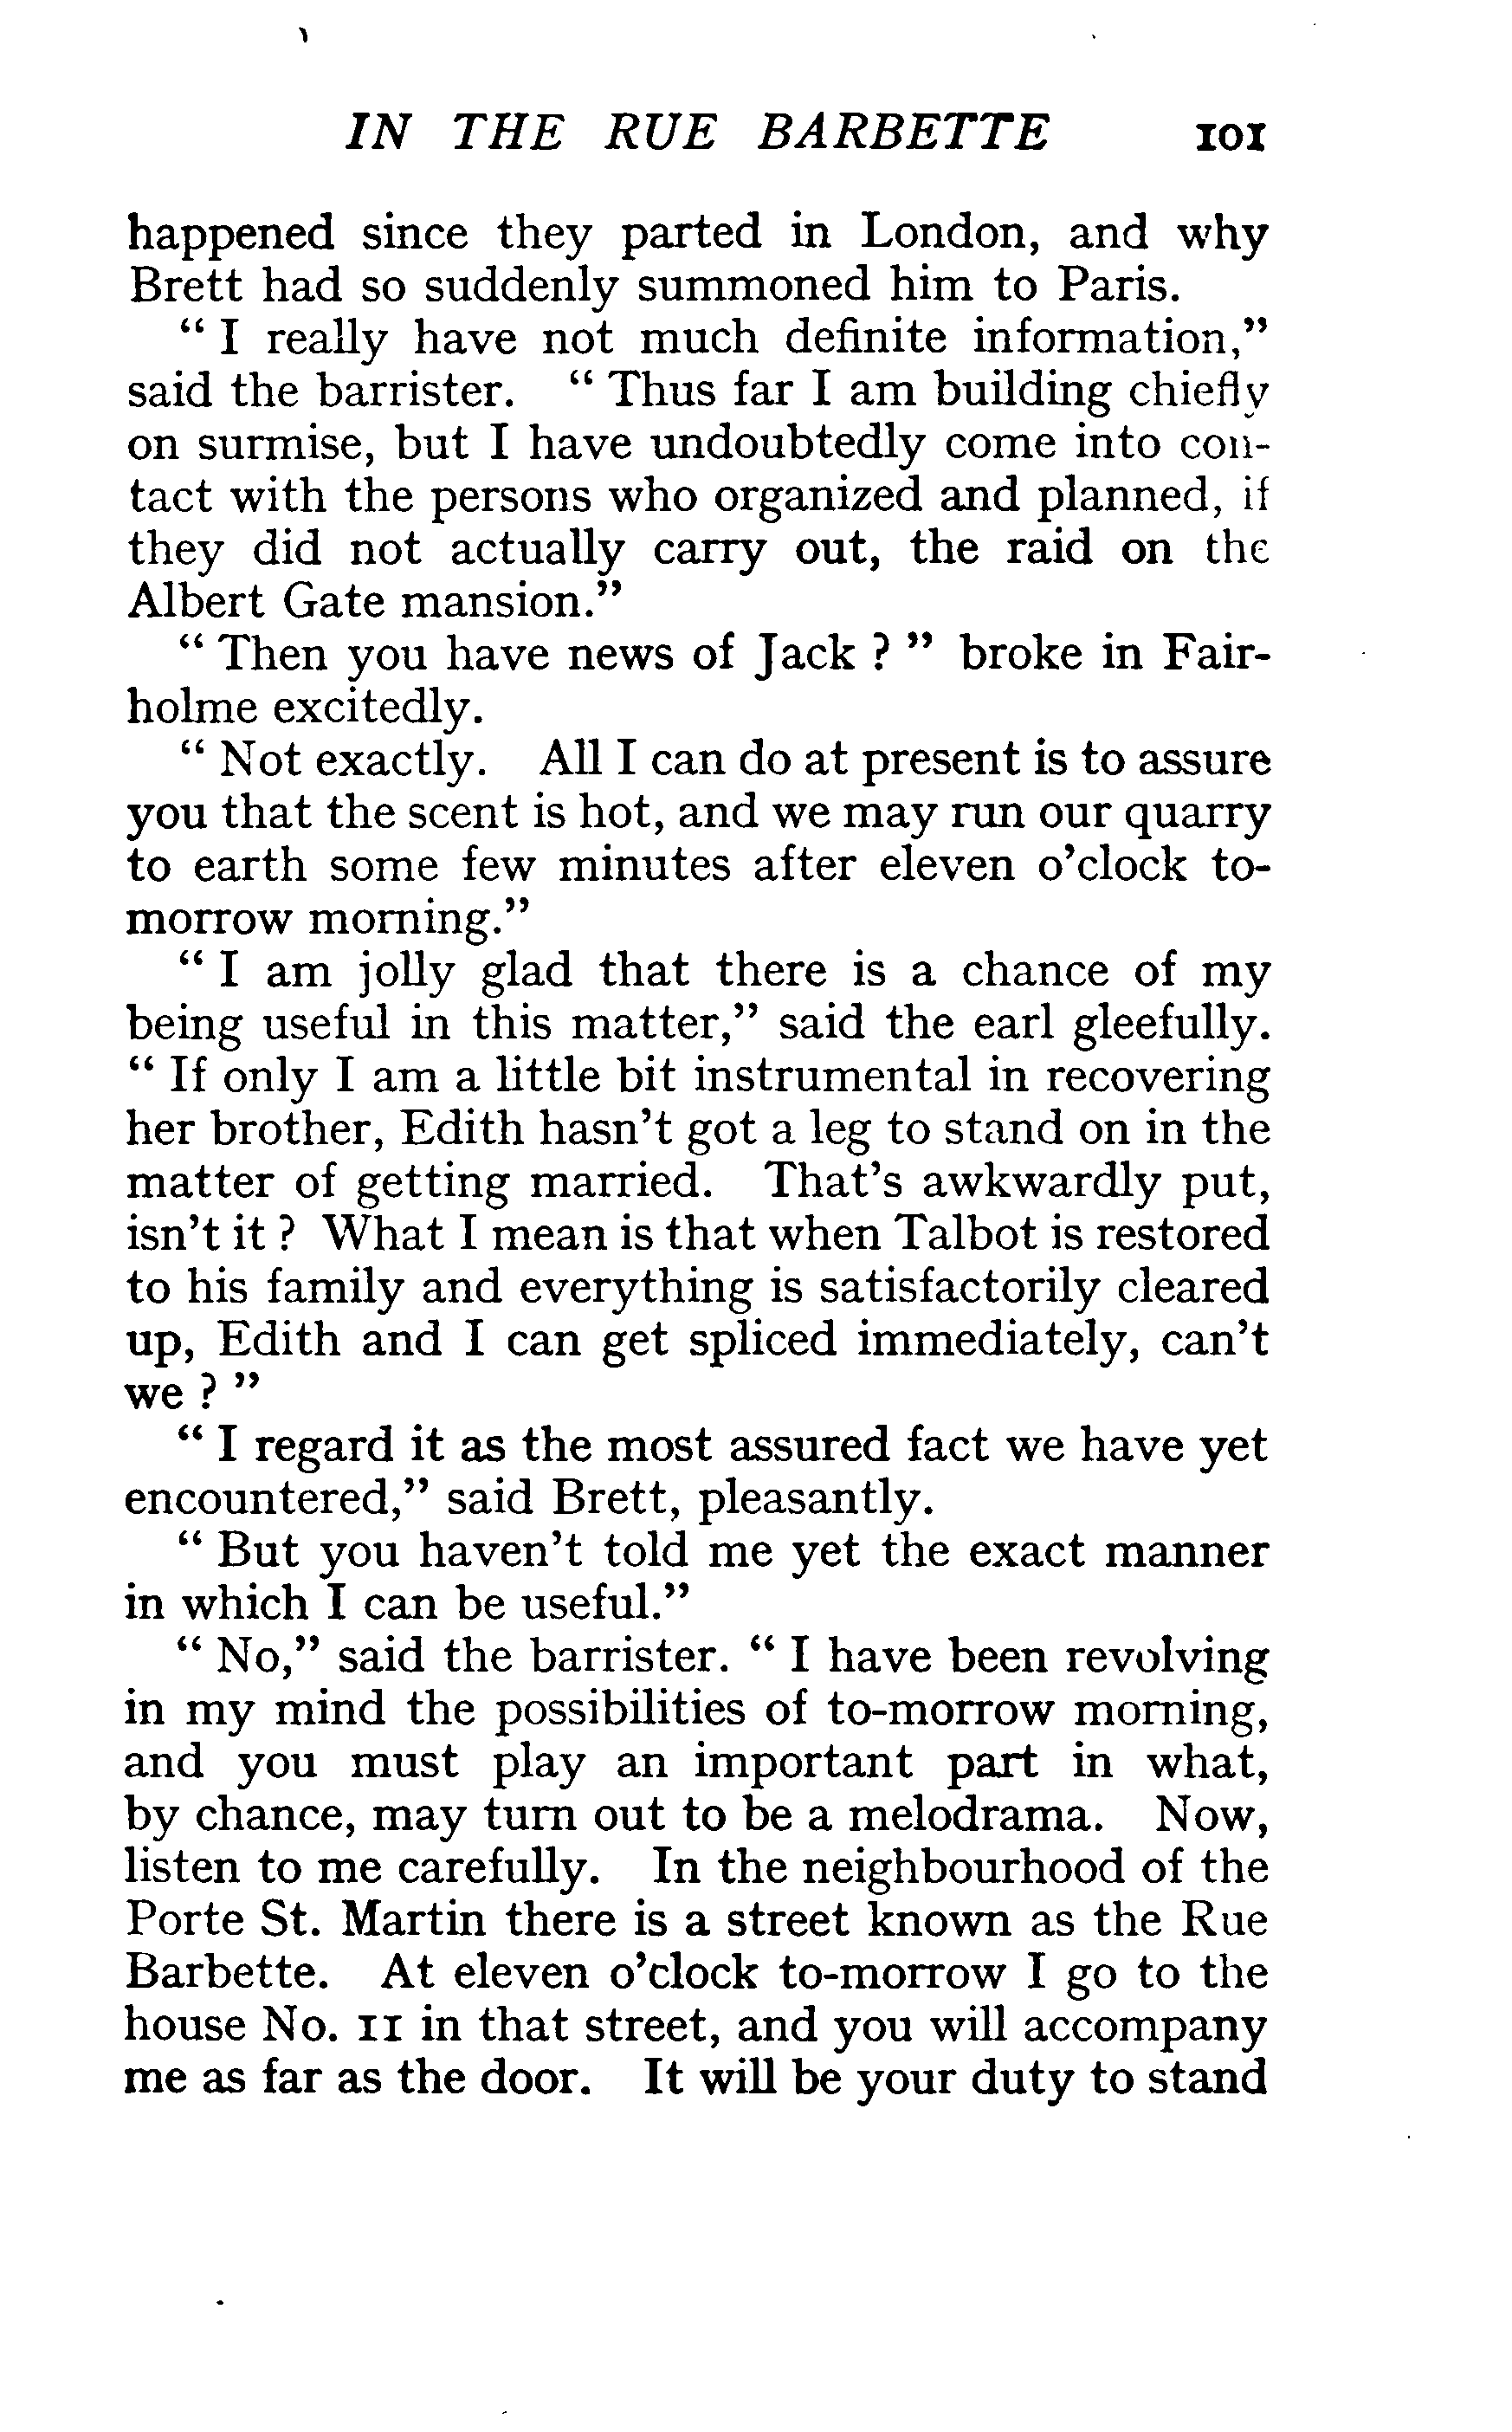 IN THE RUE BARBETTE 101
happened since they parted in London, and why
Brett had so suddenly summoned him to Paris.
“ I really have not much definite information,”
said the barrister. “ Thus far I am building chiefly
on surmise, but I have undoubtedly come into con-
tact with the persons who organized and planned, if
they did not actually carry out, the raid on the
Albert Gate mansion.”
“ Then you have news of Jack ? ” broke in Fair-
holme excitedly.
“ Not exactly. All I can do at present is to assure
you that the scent is hot, and we may run our quarry
to earth some few minutes after eleven o’clock to-
morrow morning.”
“ I am jolly glad that there is a chance of my
being useful in this matter,” said the earl gleefully.
“ If only I am a little bit instrumental in recovering
her brother, Edith hasn’t got a leg to stand on in the
matter of getting married. That’s awkwardly put,
isn’t it ? What I mean is that when Talbot is restored
to his family and everything is satisfactorily cleared
up, Edith and I can get spliced immediately, can’t
we ? ”
“ I regard it as the most assured fact we have yet
encountered,” said Brett, pleasantly.
“ But you haven’t told me yet the exact manner
in which I can be useful.”
“ No,” said the barrister. “ I have been revolving
in my mind the possibilities of to-morrow morning,
and you must play an important part in what,
by chance, may turn out to be a melodrama. Now,
listen to me carefully. In the neighbourhood of the
Porte St. Martin there is a street known as the Rue
Barbette. At eleven o’clock to-morrow I go to the
house No. 11 in that street, and you will accompany
me as far as the door. It will be your duty to stand